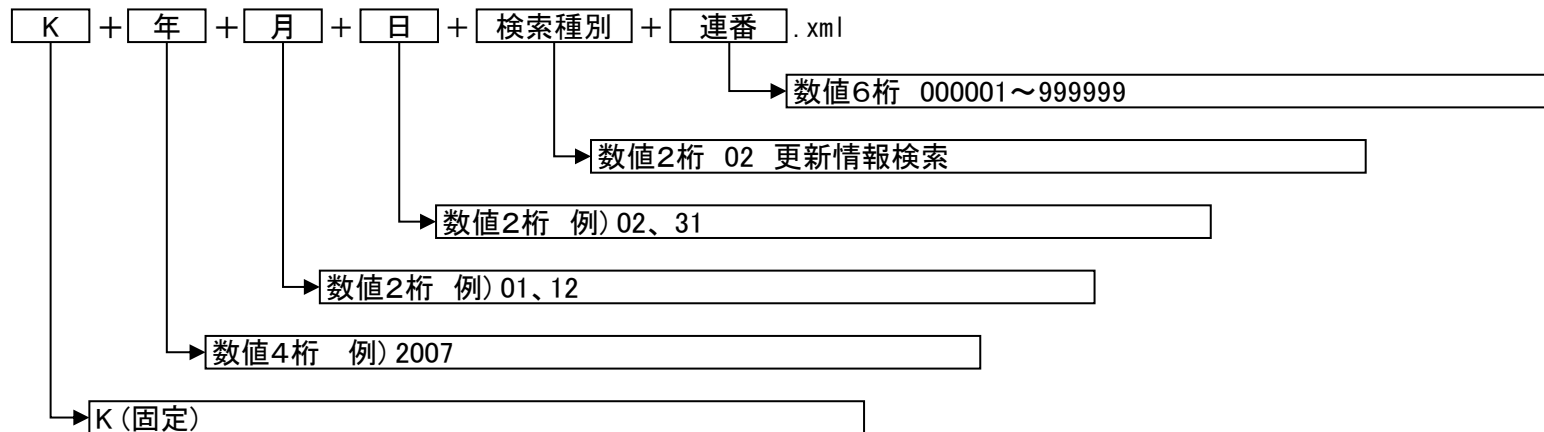 K ＋ 年 ＋ 月 ＋ 日 ＋ 検索種別 ＋ 連番 .xml
数値６桁 000001～999999
数値２桁 02 更新情報検索
数値２桁 例)02、31
数値２桁 例)01、12
数値４桁 例)2007
K(固定)